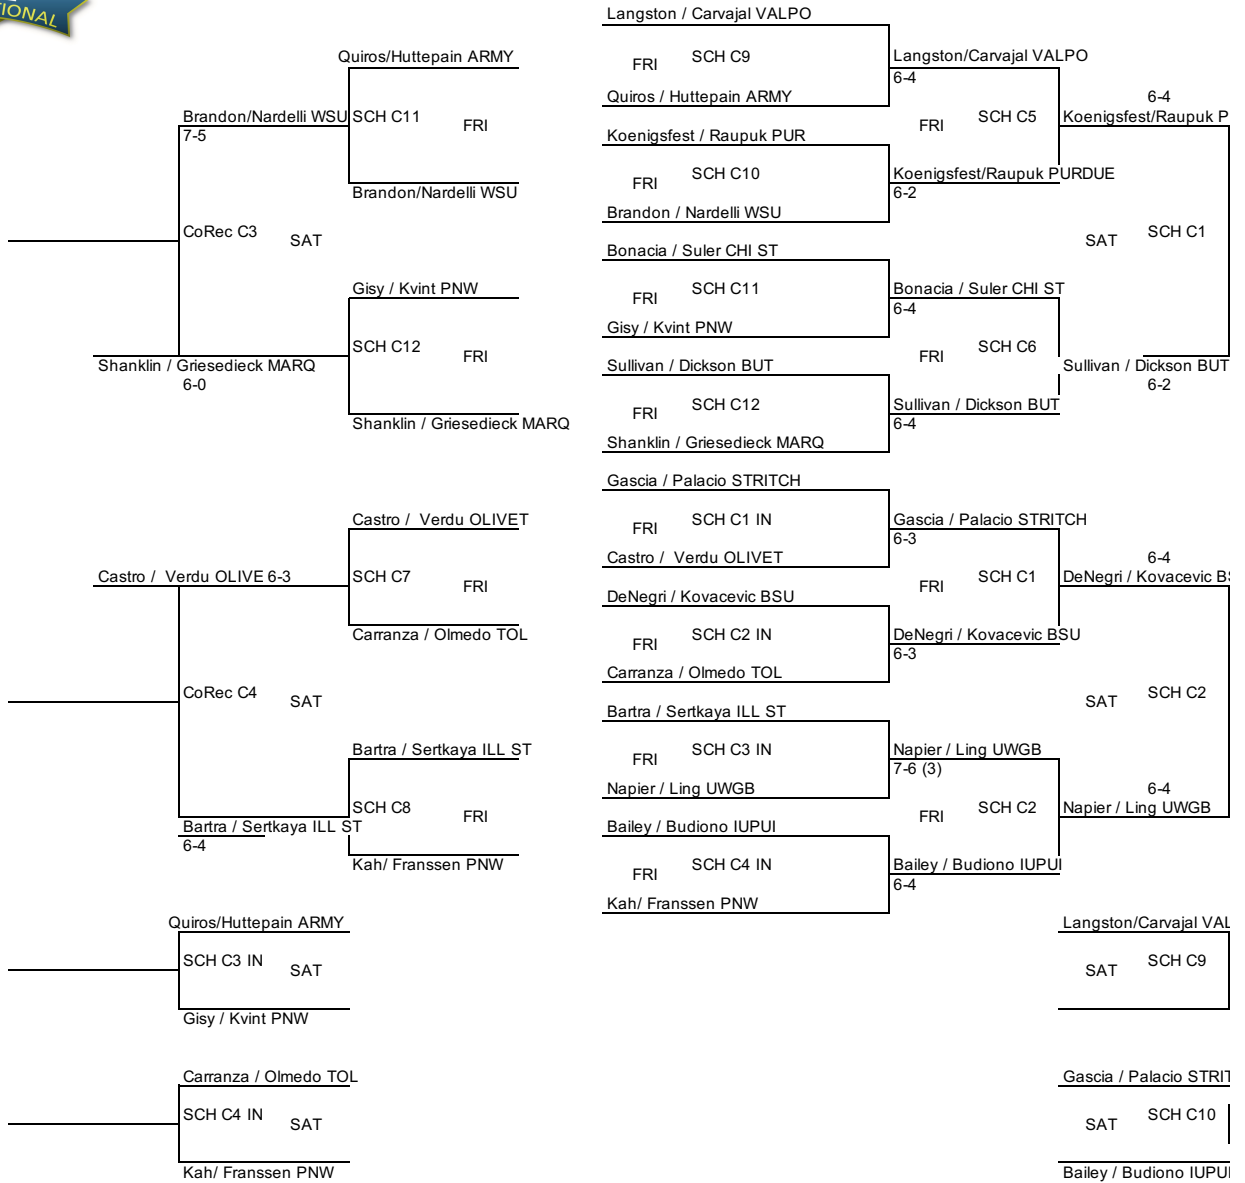 TIONAL
Quiros/Huttepain ARMY
Brandon/Nardelli WSU
7-5
SCH C11
FRI
Brandon/Nardelli WSU
CoRec C3
SAT
Gisy / Kvint PNW
SCH C12
FRI
Shanklin / Griesedieck MARQ
6-0
Shanklin / Griesedieck MARQ
Castro / Verdu OLIVET
Castro / Verdu OLIVE 6-3
SCH C7
FRI
Carranza / Olmedo TOL
CoRec C4
SAT
Bartra / Sertkaya ILL ST
SCH C8
FRI
Bartra / Sertkaya ILL ST
6-4
Kah/ Franssen PNW
Quiros/Huttepain ARMY
SCH C3 IN
SAT
Gisy / Kvint PNW
Carranza / Olmedo TOL
SCH C4 IN
SAT
Kah/ Franssen PNW
Langston / Carvajal VALPO
FRI
SCH C9
Quiros / Huttepain ARMY
Koenigsfest / Raupuk PUR
FRI
SCH C10
Brandon / Nardelli WSU
Bonacia / Suler CHI ST
FRI
SCH C11
Gisy / Kvint PNW
Sullivan / Dickson BUT
FRI
SCH C12
Shanklin / Griesedieck MARQ
Gascia / Palacio STRITCH
FRI
SCH C1 IN
Castro / Verdu OLIVET
DeNegri / Kovacevic BSU
FRI
SCH C2 IN
Carranza / Olmedo TOL
Bartra / Sertkaya ILL ST
FRI
SCH C3 IN
Napier / Ling UWGB
Bailey / Budiono IUPUI
FRI
SCH C4 IN
Kah/ Franssen PNW
Langston/Carvajal VALPO
6-4
FRI
SCH C5
Koenigsfest/Raupuk PURDUE
6-2
Bonacia / Suler CHI ST
6-4
FRI
SCH C6
Sullivan / Dickson BUT
6-4
Gascia / Palacio STRITCH
6-3
FRI
SCH C1
DeNegri / Kovacevic BSU
6-3
Napier / Ling UWGB
7-6 (3)
FRI
SCH C2
Bailey / Budiono IUPUI
6-4
6-4
Koenigsfest/Raupuk P
SAT
SCH C1
Sullivan / Dickson BUT
6-2
6-4
DeNegri / Kovacevic B
SAT
SCH C2
6-4
Napier / Ling UWGB
Langston/Carvajal VAL
SAT
SCH C9
Gascia / Palacio STRIT
SAT
SCH C10
Bailey / Budiono IUPUI